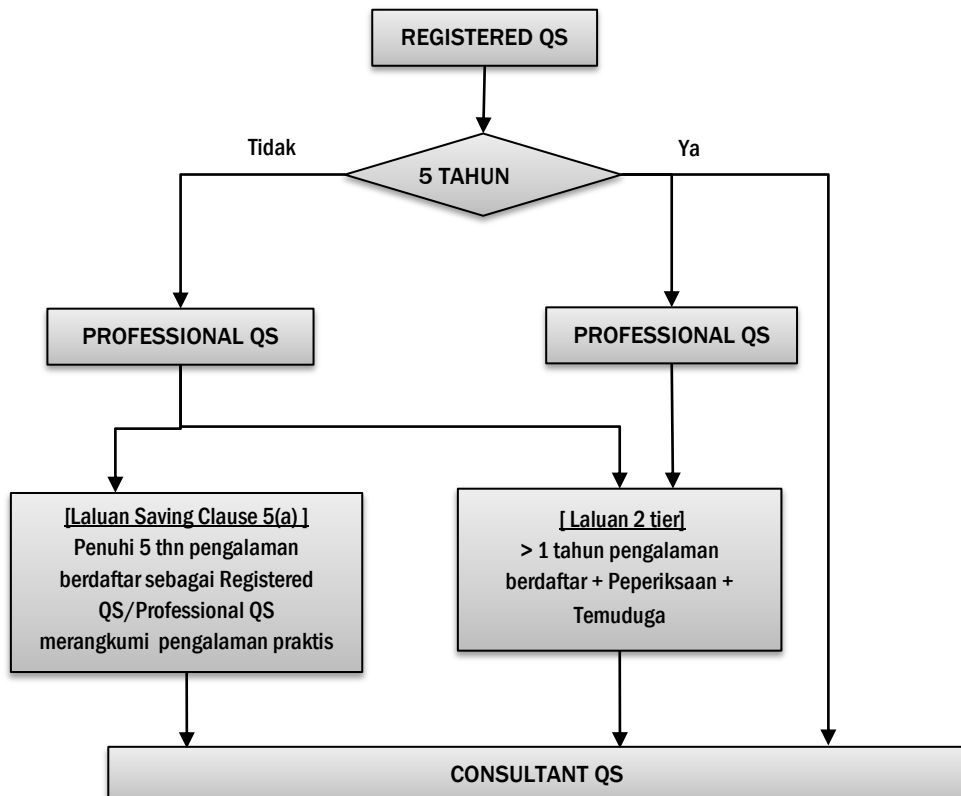 REGISTERED QS
Tidak
Ya
5 TAHUN
PROFESSIONAL QS
PROFESSIONAL QS
[Laluan Saving Clause 5(a) ]
Penuhi 5 thn pengalaman
berdaftar sebagai Registered
QS/Professional QS
merangkumi pengalaman praktis
[ Laluan 2 tier]
> 1 tahun pengalaman
berdaftar + Peperiksaan +
Temuduga
CONSULTANT QS